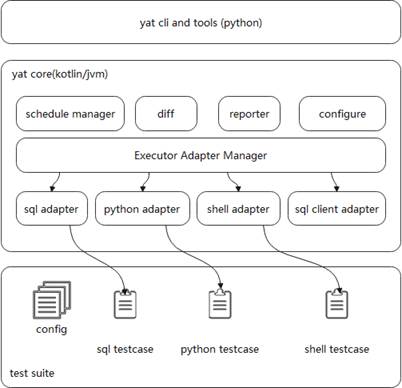 yat cli and tools (python)
yat core(kotlin/jvm)
schedule manager
diff
reporter
configure
Executor Adapter Manager
sql adapter
python adapter
shell adapter
sql client adapter
config
sql testcase
python testcase
shell testcase
test suite